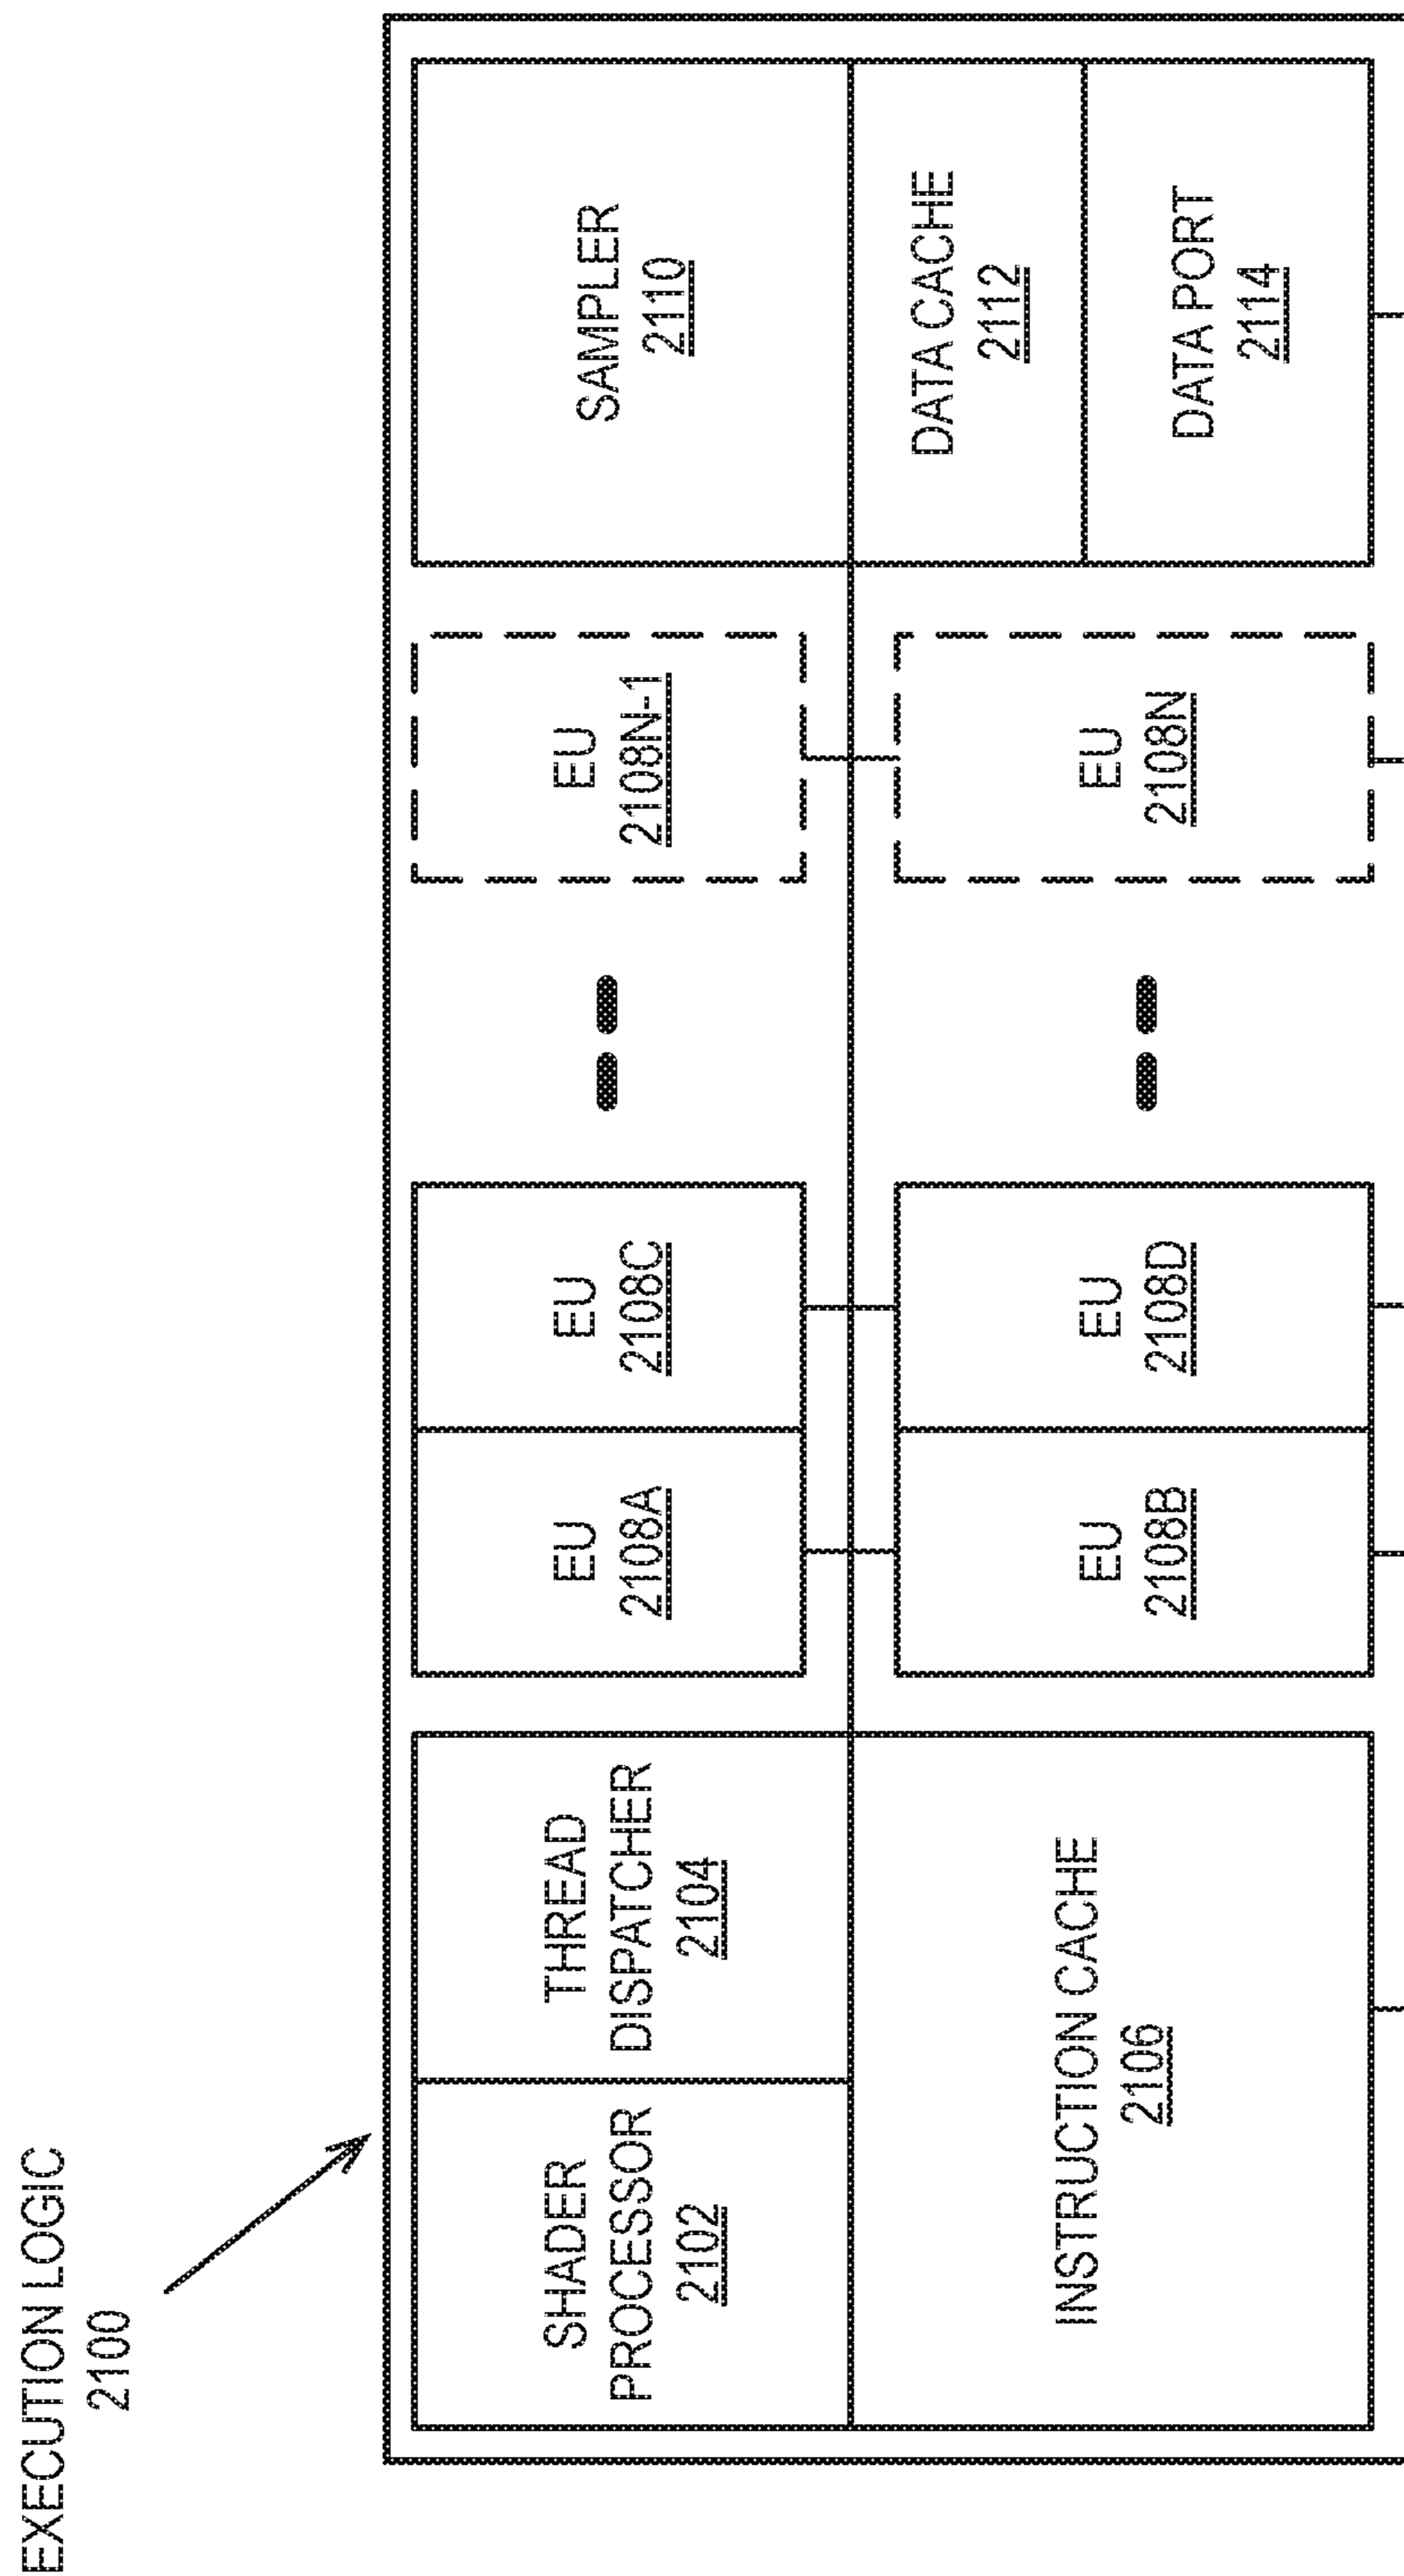 EXECUTION LOGIC
2100
SHADER
PROCESSOR
2102
THREAD
DISPATCHER
2104
INSTRUCTION CACHE
2106
EU
2108A
EU
2108C
EU
2108B
EU
2108D
EU
2108N-1
EU
2108N
SAMPLER
2110
DATA CACHE
2112
DATA PORT
2114